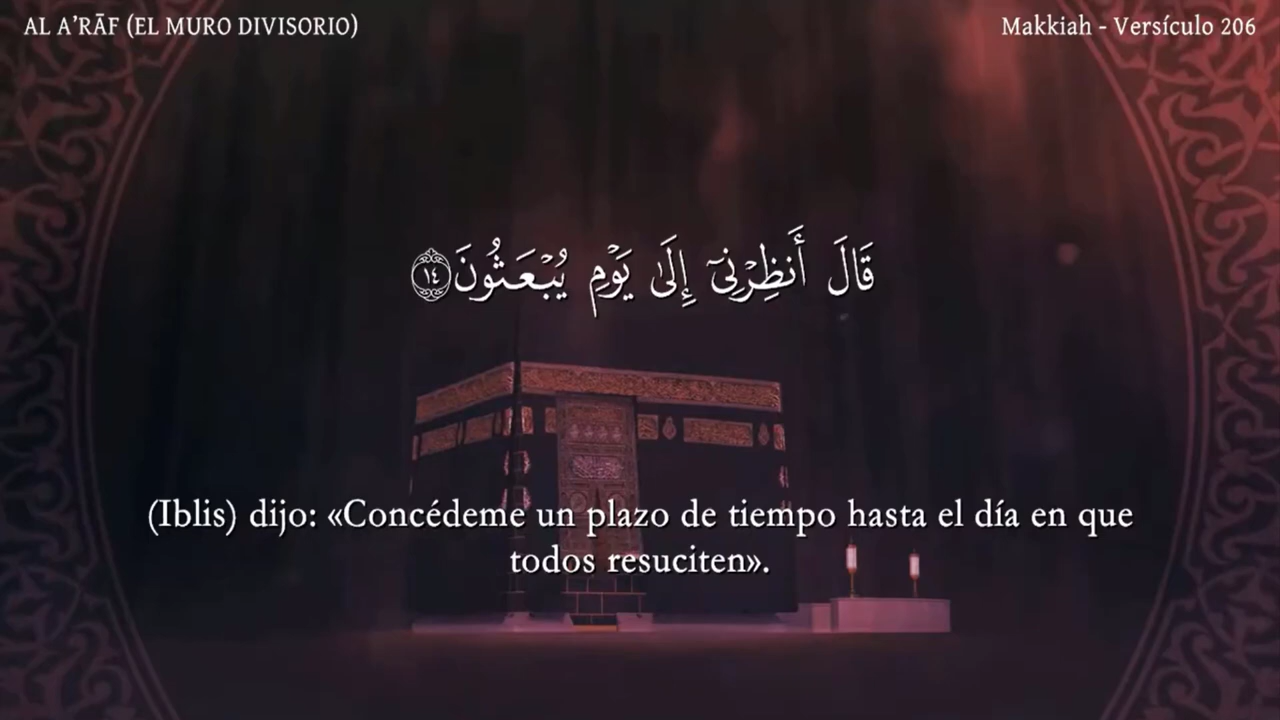 AL A’RĀF (EL MURO DIVISORIO)
Makkiah - Versículo 206
قَالَ أَنظِرْنِىٓ إِلَىٰ يَوْمِ يُبْعَثُونَ ١٤
(Iblis) dijo: «Concédeme un plazo de tiempo hasta el día en que
todos resuciten».